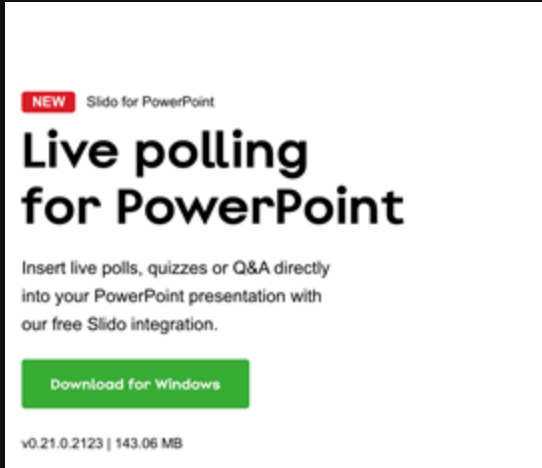 NEW Slido for PowerPoint
Live polling
for PowerPoint
Insert live polls, quizzes or Q&A directly
into your PowerPoint presentation with
our free Slido integration.
Download for Windows
v0.21.0.2123 | 143.06 MB